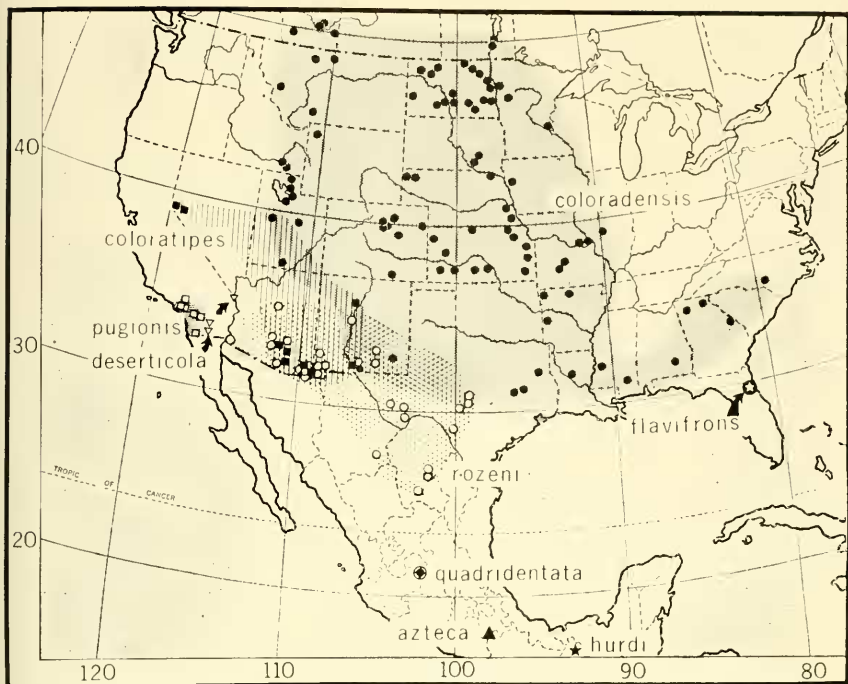 40
coloradensis
coloratipes
30
pugionis
deserticola
flavifrons
rozeni
TROPIC OF CANCER
20
quadridentata
azteca
hurdi
120 110 100 90 80